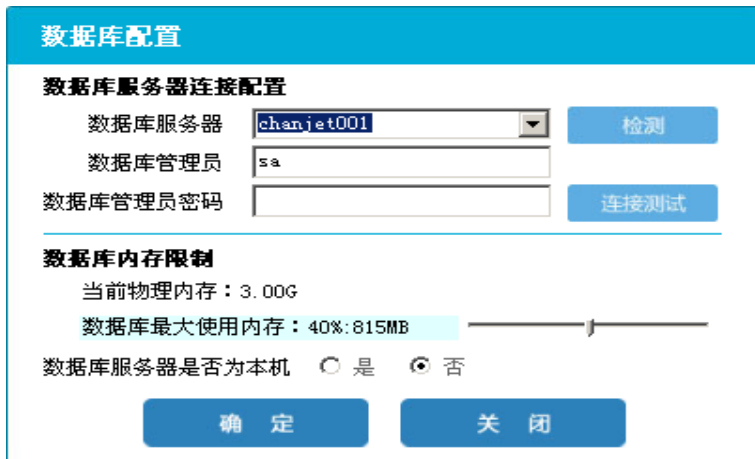 数据库配置
数据库服务器连接配置
数据库服务器 chanjet001 检测
数据库管理员 sa
数据库管理员密码 连接测试
数据库内存限制
当前物理内存：3.00G
数据库最大使用内存：40%:815MB
数据库服务器是否为本机 是 否
确 定 关 闭